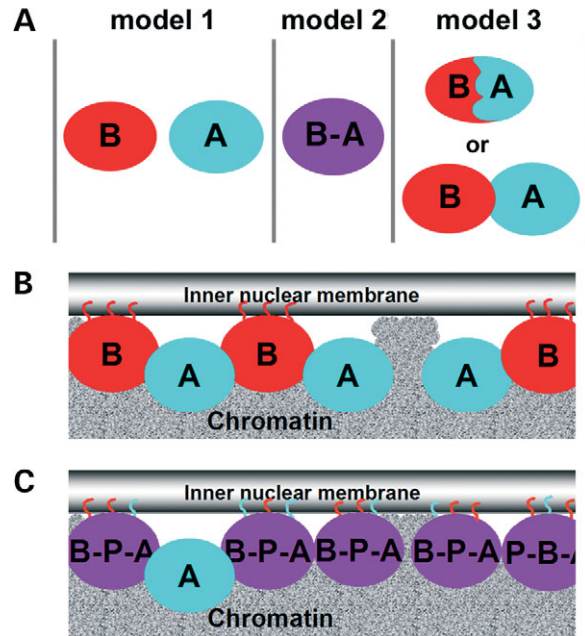 A model 1 model 2 model 3
B A B-A B A
or
B A
B
Inner nuclear membrane
B A B A A B
Chromatin
C
Inner nuclear membrane
B-P-A A B-P-A B-P-A B-P-A P-B-A
Chromatin